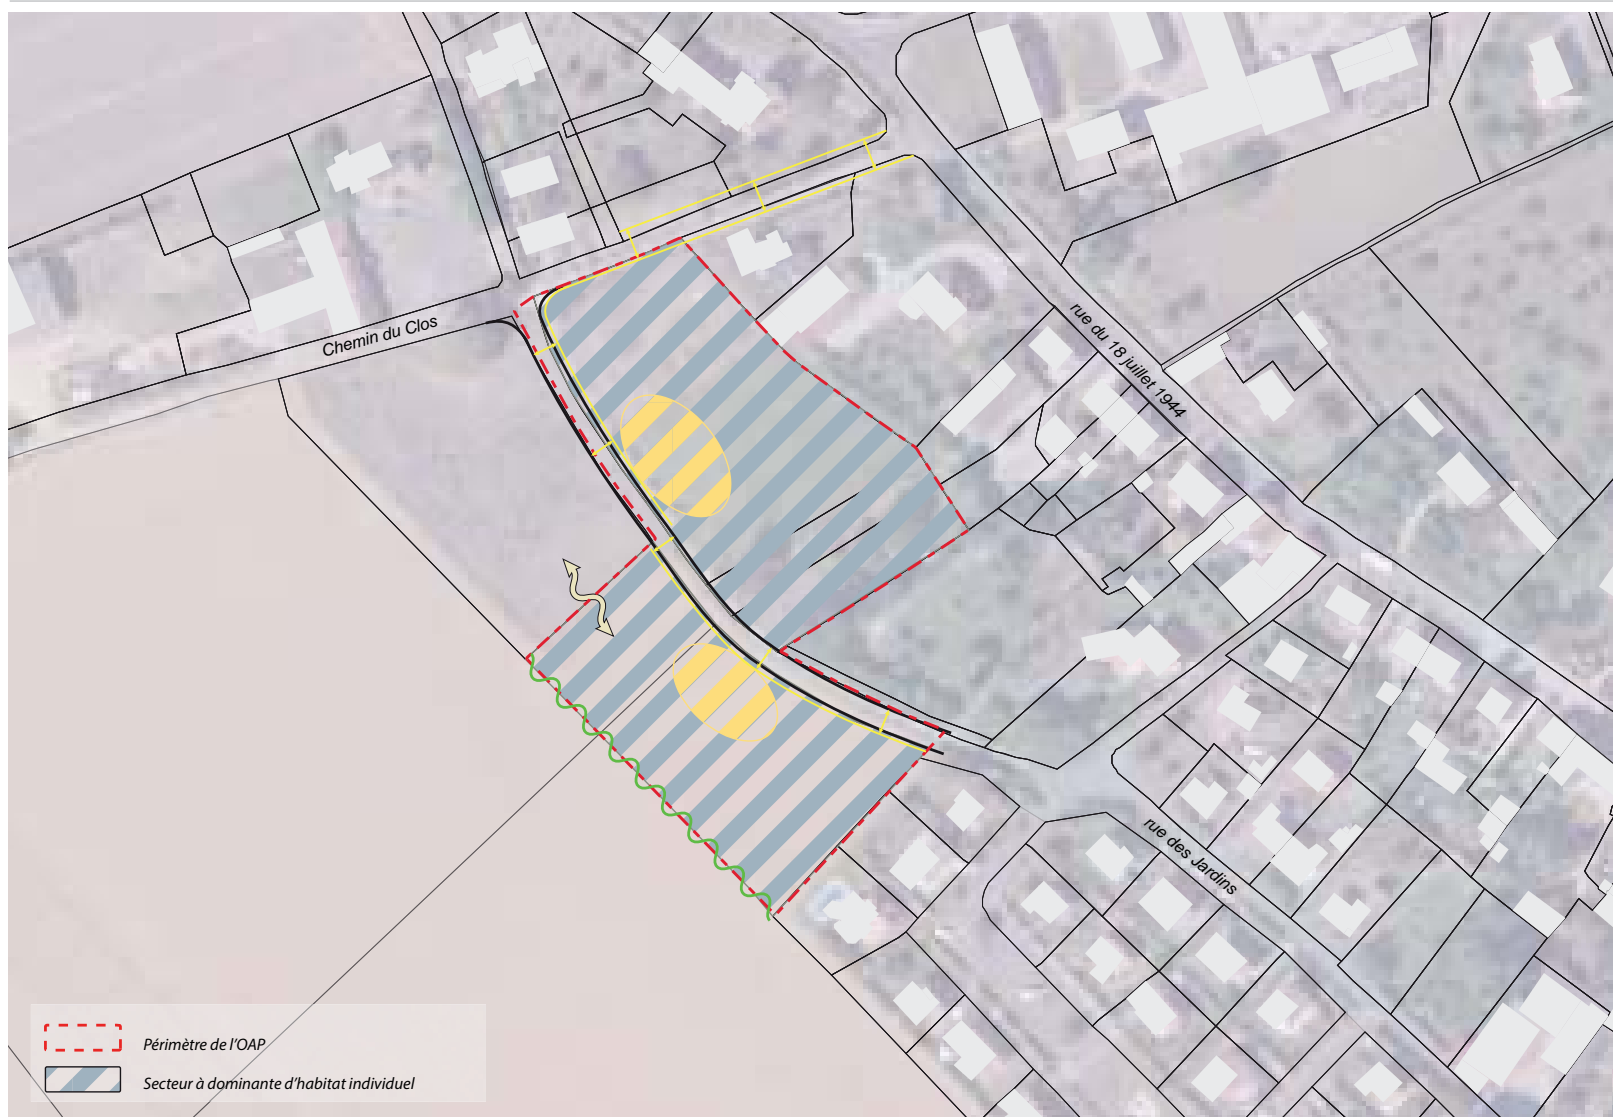 Chemin du Clos
rue du 18 juillet 1944
rue des Jardins
Périmètre de l'OAP
Secteur à dominante d'habitat individuel